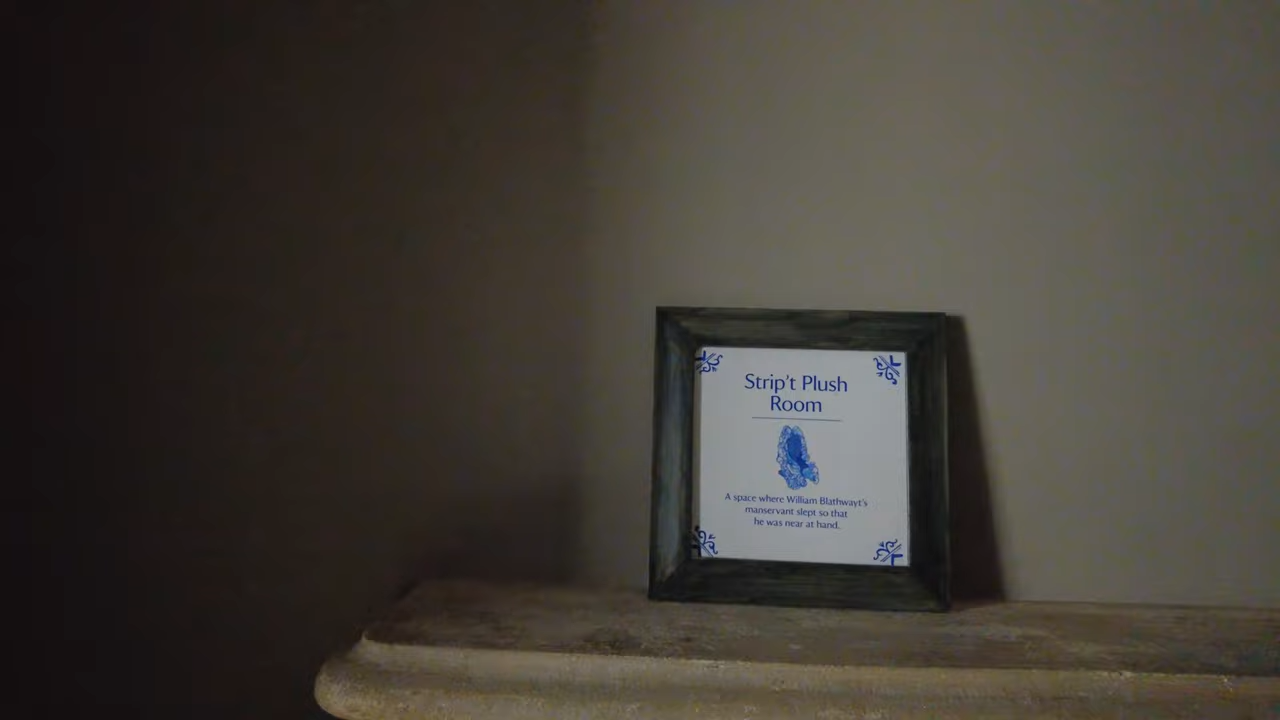 Strip't Plush
Room
A space where William Blathwayt's
manservant slept so that
he was near at hand.